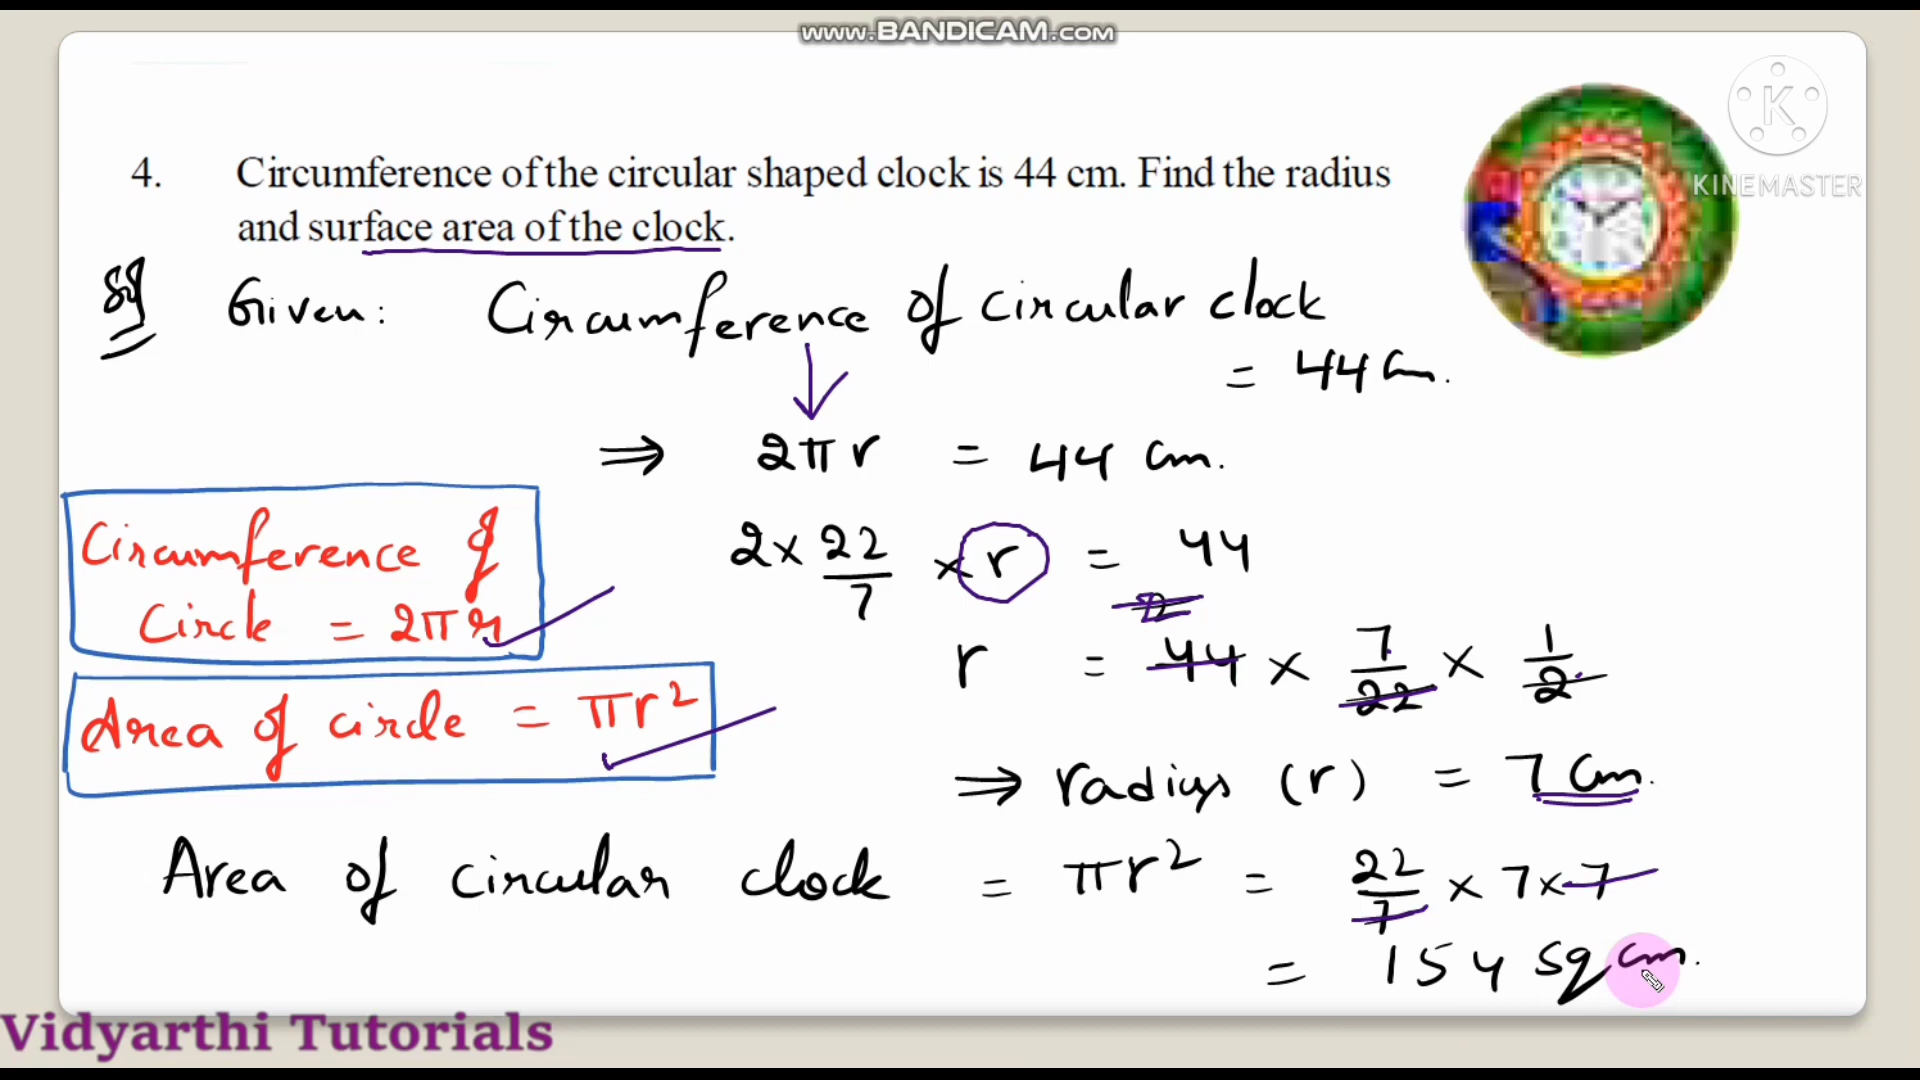 www.BANDICAM.com
KINEMASTER
4. Circumference of the circular shaped clock is 44 cm. Find the radius
and surface area of the clock.
Sol Given: Circumference of circular clock
= 44 cm.
⇒ 2πr = 44 cm.
2 × 22/7 × r = 44
r = 44 × 7/22 × 1/2
⇒ radius (r) = 7 cm.
Circumference of
Circle = 2πr
Area of circle = πr²
Area of circular clock = πr² = 22/7 × 7 × 7
= 154 sq cm.
Vidyarthi Tutorials